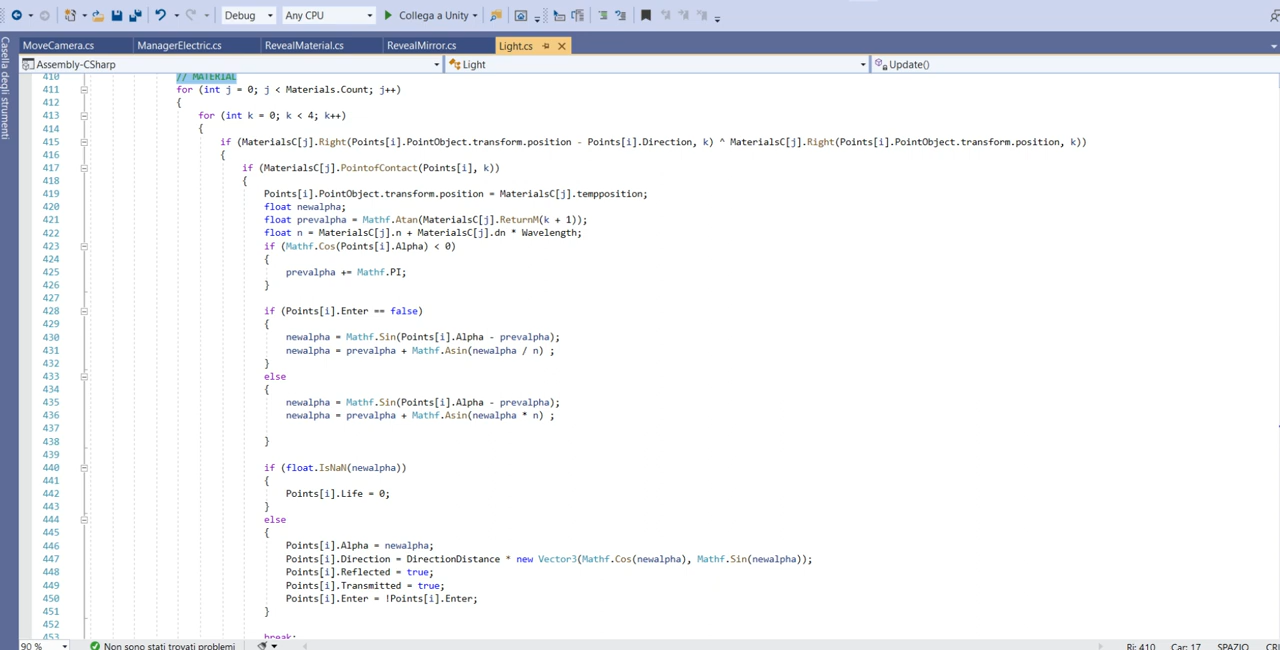 Debug Any CPU Collega a Unity
MoveCamera.cs ManagerElectric.cs RevealMaterial.cs RevealMirror.cs Light.cs
Assembly-CSharp Light Update()
Casella degli strumenti
410 // MATERIAL
411 for (int j = 0; j < Materials.Count; j++)
412 {
413 for (int k = 0; k < 4; k++)
414 {
415 if (MaterialsC[j].Right(Points[i].PointObject.transform.position - Points[i].Direction, k) ^ MaterialsC[j].Right(Points[i].PointObject.transform.position, k))
416 {
417 if (MaterialsC[j].PointofContact(Points[i], k))
418 {
419 Points[i].PointObject.transform.position = MaterialsC[j].tempposition;
420 float newalpha;
421 float prevalpha = Mathf.Atan(MaterialsC[j].ReturnM(k + 1));
422 float n = MaterialsC[j].n + MaterialsC[j].dn * Wavelength;
423 if (Mathf.Cos(Points[i].Alpha) < 0)
424 {
425 prevalpha += Mathf.PI;
426 }
427
428 if (Points[i].Enter == false)
429 {
430 newalpha = Mathf.Sin(Points[i].Alpha - prevalpha);
431 newalpha = prevalpha + Mathf.Asin(newalpha / n) ;
432 }
433 else
434 {
435 newalpha = Mathf.Sin(Points[i].Alpha - prevalpha);
436 newalpha = prevalpha + Mathf.Asin(newalpha * n) ;
437
438 }
439
440 if (float.IsNaN(newalpha))
441 {
442 Points[i].Life = 0;
443 }
444 else
445 {
446 Points[i].Alpha = newalpha;
447 Points[i].Direction = DirectionDistance * new Vector3(Mathf.Cos(newalpha), Mathf.Sin(newalpha));
448 Points[i].Reflected = true;
449 Points[i].Transmitted = true;
450 Points[i].Enter = !Points[i].Enter;
451 }
452
453 break;
90 % Non sono stati trovati problemi Ri: 410 Car: 17 SPAZIO CR